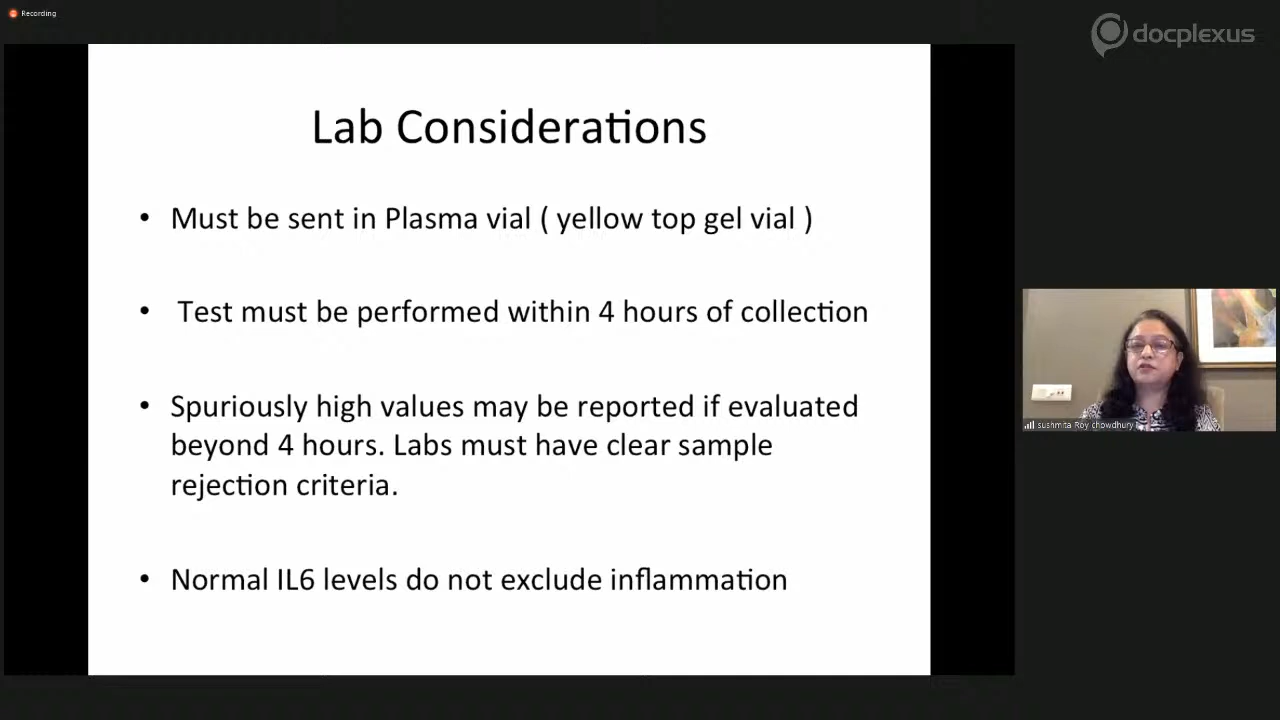 Recording
docplexus
Lab Considerations
• Must be sent in Plasma vial ( yellow top gel vial )
• Test must be performed within 4 hours of collection
• Spuriously high values may be reported if evaluated
beyond 4 hours. Labs must have clear sample
rejection criteria.
• Normal IL6 levels do not exclude inflammation
sushmita Roy chowdhury